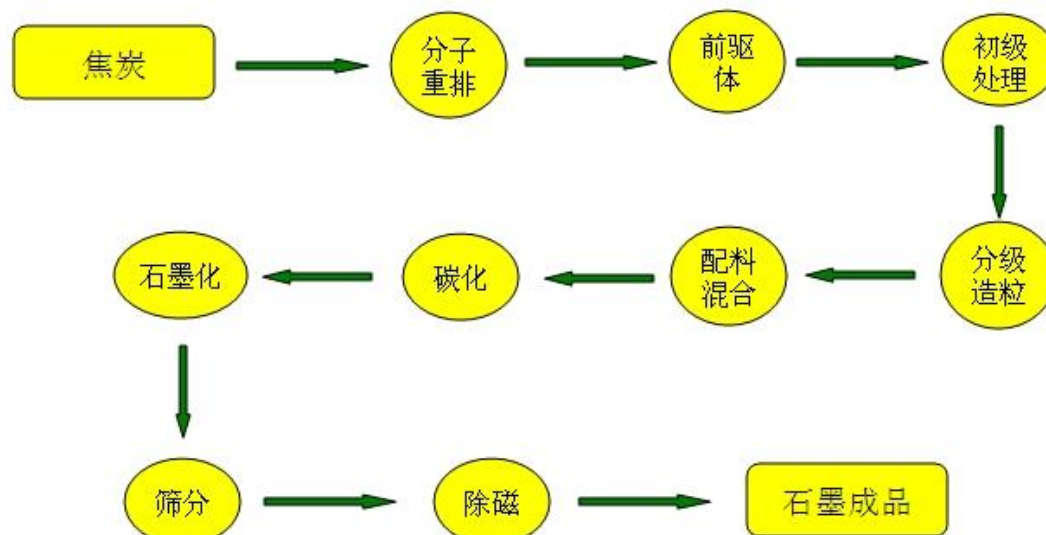 焦炭
分子
重排
前驱
体
初级
处理
分级
造粒
配料
混合
碳化
石墨化
筛分
除磁
石墨成品